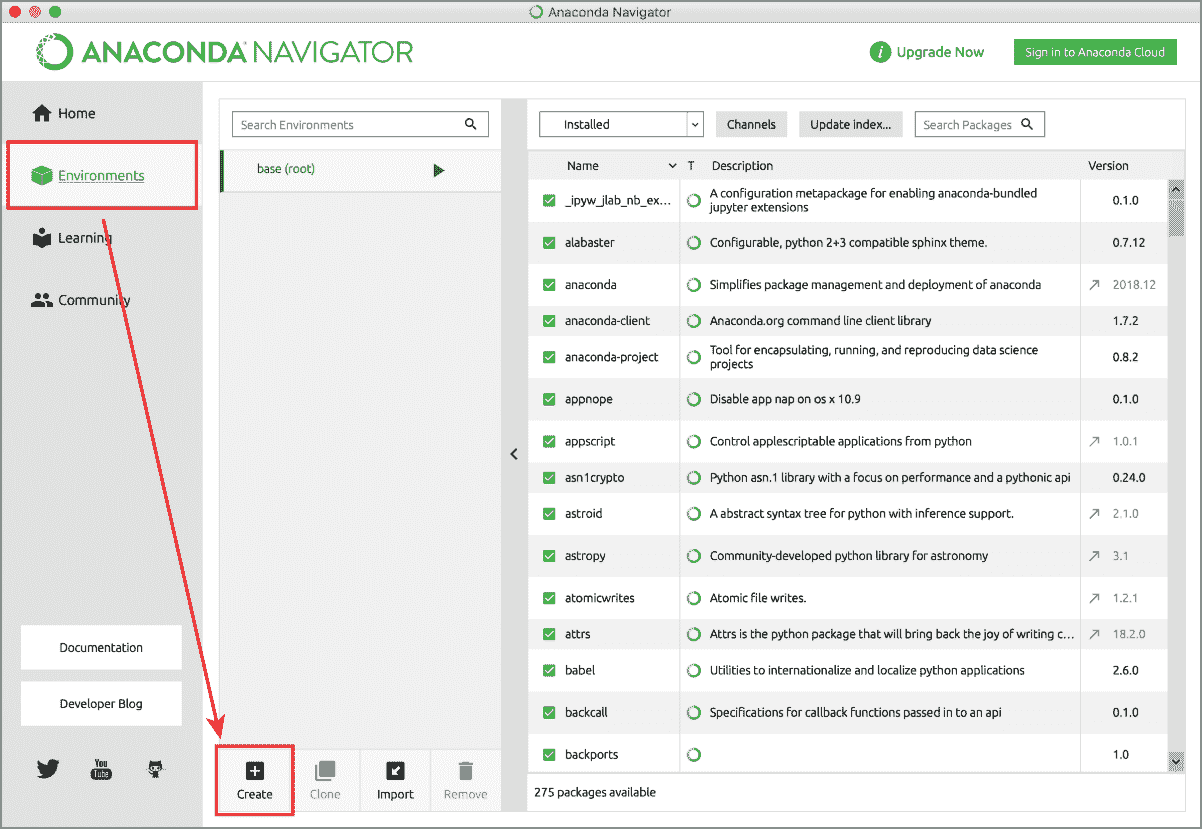 Anaconda Navigator
ANACONDA NAVIGATOR
i Upgrade Now
Sign in to Anaconda Cloud
Home
Environments
Learning
Community
Documentation
Developer Blog
You
Tube
Search Environments
base (root)
Create
Clone
Import
Remove
Installed
Channels
Update index...
Search Packages
Name T Description Version
_ipyw_jlab_nb_ex... A configuration metapackage for enabling anaconda-bundled
jupyter extensions 0.1.0
alabaster Configurable, python 2+3 compatible sphinx theme. 0.7.12
anaconda Simplifies package management and deployment of anaconda 2018.12
anaconda-client Anaconda.org command line client library 1.7.2
anaconda-project Tool for encapsulating, running, and reproducing data science
projects 0.8.2
appnope Disable app nap on os x 10.9 0.1.0
appscript Control applescriptable applications from python 1.0.1
asn1crypto Python asn.1 library with a focus on performance and a pythonic api 0.24.0
astroid A abstract syntax tree for python with inference support. 2.1.0
astropy Community-developed python library for astronomy 3.1
atomicwrites Atomic file writes. 1.2.1
attrs Attrs is the python package that will bring back the joy of writing c... 18.2.0
babel Utilities to internationalize and localize python applications 2.6.0
backcall Specifications for callback functions passed in to an api 0.1.0
backports 1.0
275 packages available